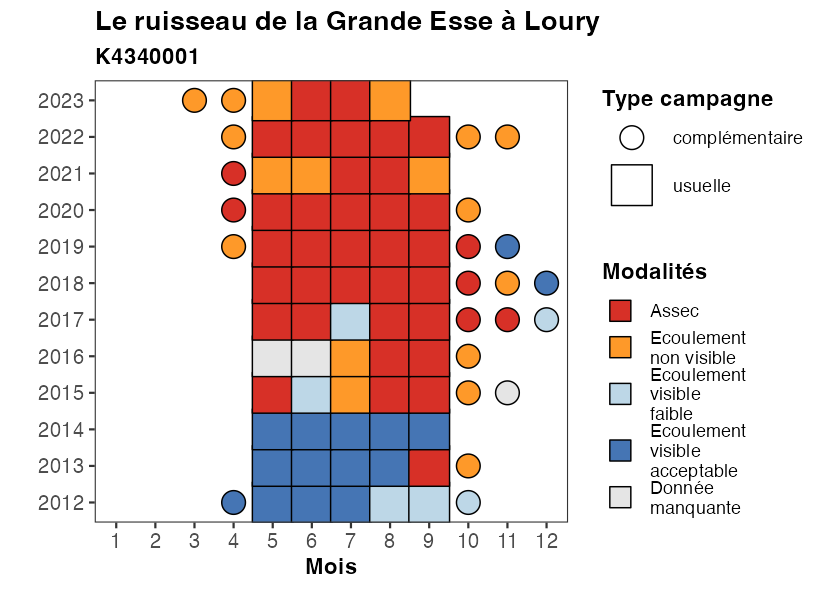 Le ruisseau de la Grande Esse à Loury
K4340001
2023
2022
2021
2020
2019
2018
2017
2016
2015
2014
2013
2012
1 2 3 4 5 6 7 8 9 10 11 12
Mois
Type campagne
complémentaire
usuelle
Modalités
Assec
Ecoulement
non visible
Ecoulement
visible
faible
Ecoulement
visible
acceptable
Donnée
manquante